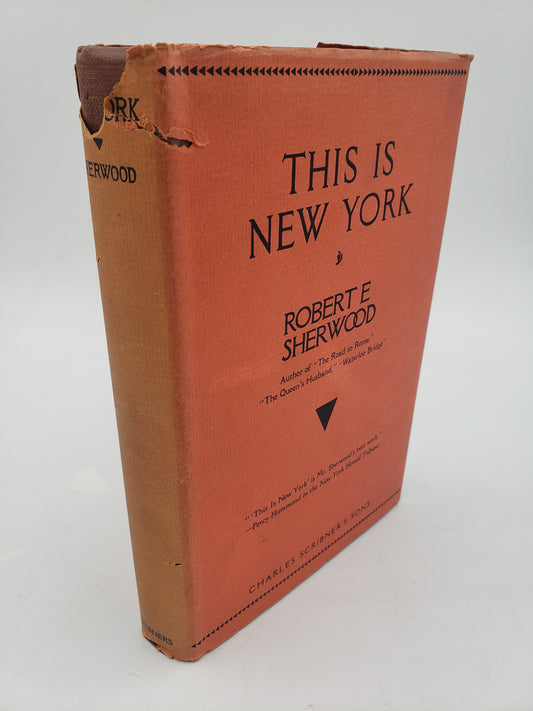 THIS IS
NEW YORK
ROBERT E
SHERWOOD
Author of "The Road to Rome,"
"The Queen's Husband," "Waterloo Bridge"
"'This Is New York' is Mr. Sherwood's best work."
—Percy Hammond in the New York Herald Tribune
CHARLES SCRIBNER'S SONS
YORK
HERWOOD
IBNERS